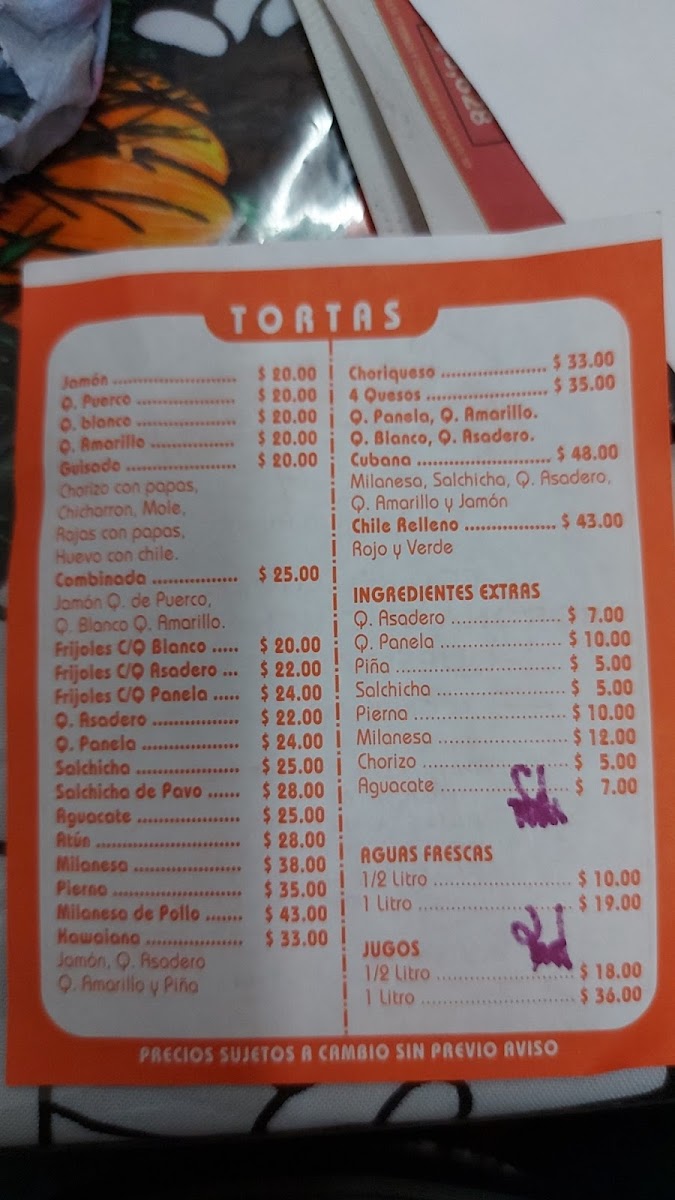 TORTAS
Jamón ........................ $ 20.00
Q. Puerco ................... $ 20.00
Q. blanco ................... $ 20.00
Q. Amarillo ................ $ 20.00
Guisado ..................... $ 20.00
Chorizo con papas,
Chicharron, Mole,
Rajas con papas,
Huevo con chile.
Combinada ................ $ 25.00
Jamón Q. de Puerco,
Q. Blanco Q. Amarillo.
Frijoles C/Q Blanco ..... $ 20.00
Frijoles C/Q Asadero ... $ 22.00
Frijoles C/Q Panela ..... $ 24.00
Q. Asadero ................. $ 22.00
Q. Panela ................... $ 24.00
Salchicha .................... $ 25.00
Salchicha de Pavo ...... $ 28.00
Aguacate .................... $ 25.00
Atún ............................ $ 28.00
Milanesa ..................... $ 38.00
Pierna ......................... $ 35.00
Milanesa de Pollo ....... $ 43.00
Hawaiana ................... $ 33.00
Jamón, Q. Asadero
Q. Amarillo y Piña
Choriqueso .................... $ 33.00
4 Quesos ....................... $ 35.00
Q. Panela, Q. Amarillo.
Q. Blanco, Q. Asadero.
Cubana .......................... $ 48.00
Milanesa, Salchicha, Q. Asadero,
Q. Amarillo y Jamón
Chile Relleno ................. $ 43.00
Rojo y Verde
INGREDIENTES EXTRAS
Q. Asadero ..................... $ 7.00
Q. Panela ....................... $ 10.00
Piña ................................ $ 5.00
Salchicha ........................ $ 5.00
Pierna ............................. $ 10.00
Milanesa ......................... $ 12.00
Chorizo ........................... $ 5.00
Aguacate ........................ $ 7.00
AGUAS FRESCAS
1/2 Litro .......................... $ 10.00
1 Litro ............................. $ 19.00
JUGOS
1/2 Litro .......................... $ 18.00
1 Litro ............................. $ 36.00
PRECIOS SUJETOS A CAMBIO SIN PREVIO AVISO